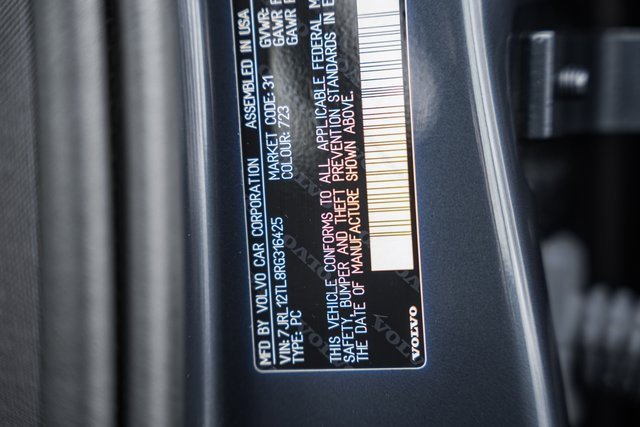 MFD BY VOLVO CAR CORPORATION ASSEMBLED IN USA
VIN: 7JRL12TL8RG316425
TYPE: PC MARKET CODE: 31 GVWR:
COLOUR: 723 GAWR F
GAWR R
THIS VEHICLE CONFORMS TO ALL APPLICABLE FEDERAL M
SAFETY, BUMPER AND THEFT PREVENTION STANDARDS IN E
THE DATE OF MANUFACTURE SHOWN ABOVE.
VOLVO